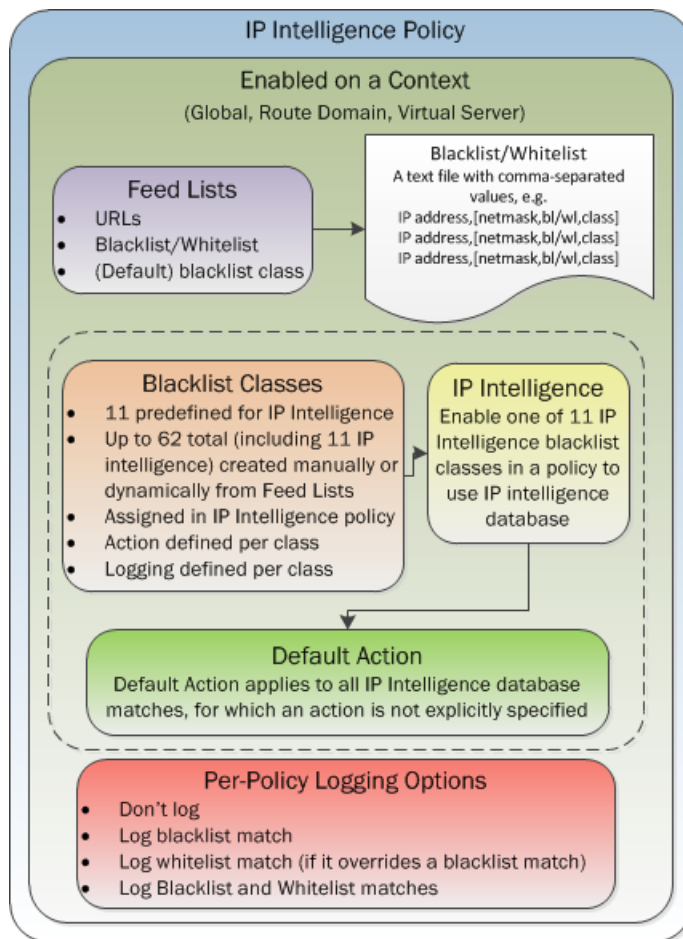 IP Intelligence Policy
Enabled on a Context
(Global, Route Domain, Virtual Server)
Feed Lists
• URLs
• Blacklist/Whitelist
• (Default) blacklist class
Blacklist/Whitelist
A text file with comma-separated
values, e.g.
IP address,[netmask,bl/wl,class]
IP address,[netmask,bl/wl,class]
IP address,[netmask,bl/wl,class]
Blacklist Classes
• 11 predefined for IP Intelligence
• Up to 62 total (including 11 IP
intelligence) created manually or
dynamically from Feed Lists
• Assigned in IP Intelligence policy
• Action defined per class
• Logging defined per class
IP Intelligence
Enable one of 11 IP
Intelligence blacklist
classes in a policy to
use IP intelligence
database
Default Action
Default Action applies to all IP Intelligence database
matches, for which an action is not explicitly specified
Per-Policy Logging Options
• Don't log
• Log blacklist match
• Log whitelist match (if it overrides a blacklist match)
• Log Blacklist and Whitelist matches